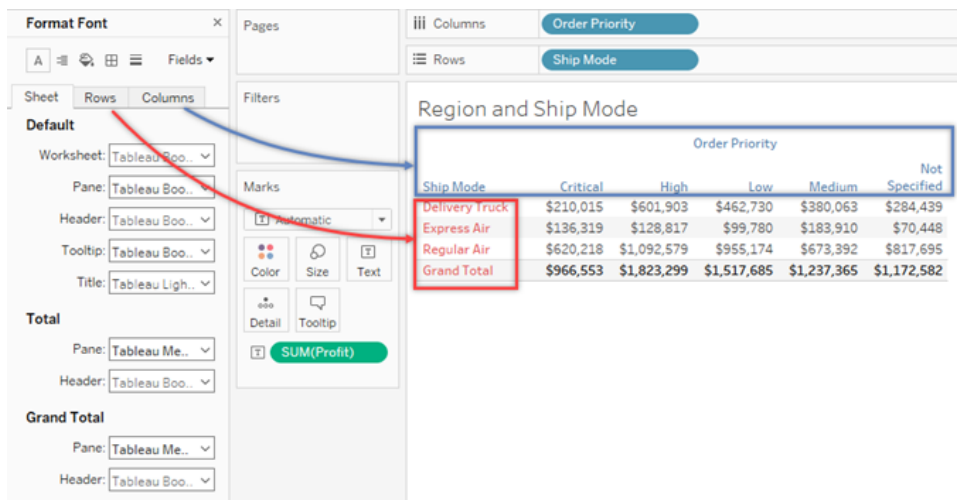 Format Font
Fields
Sheet Rows Columns
Default
Worksheet: Tableau Boo..
Pane: Tableau Boo..
Header: Tableau Boo..
Tooltip: Tableau Boo..
Title: Tableau Ligh..
Total
Pane: Tableau Me..
Header: Tableau Boo..
Grand Total
Pane: Tableau Me..
Header: Tableau Boo..
Pages
Filters
Marks
Automatic
Color Size Text
Detail Tooltip
SUM(Profit)
Columns Order Priority
Rows Ship Mode
Region and Ship Mode
Order Priority
Ship Mode Critical High Low Medium Not Specified
Delivery Truck $210,015 $601,903 $462,730 $380,063 $284,439
Express Air $136,319 $128,817 $99,780 $183,910 $70,448
Regular Air $620,218 $1,092,579 $955,174 $673,392 $817,695
Grand Total $966,553 $1,823,299 $1,517,685 $1,237,365 $1,172,582